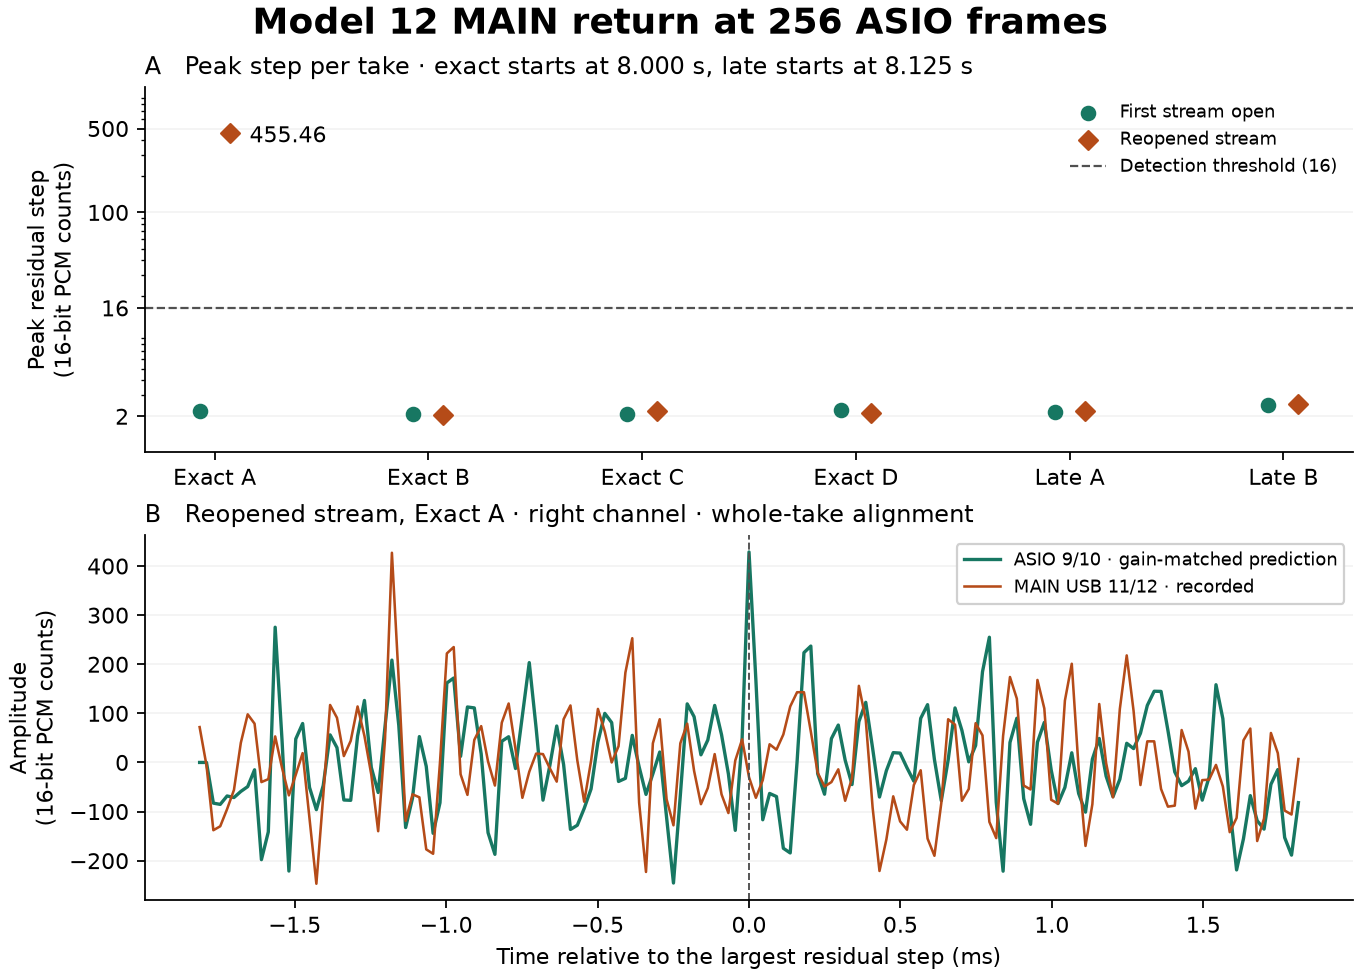 Model 12 MAIN return at 256 ASIO frames
A Peak step per take · exact starts at 8.000 s, late starts at 8.125 s
Peak residual step
(16-bit PCM counts)
500
100
16
2
455.46
First stream open
Reopened stream
Detection threshold (16)
Exact A
Exact B
Exact C
Exact D
Late A
Late B
B Reopened stream, Exact A · right channel · whole-take alignment
Amplitude
(16-bit PCM counts)
400
300
200
100
0
−100
−200
ASIO 9/10 · gain-matched prediction
MAIN USB 11/12 · recorded
−1.5
−1.0
−0.5
0.0
0.5
1.0
1.5
Time relative to the largest residual step (ms)